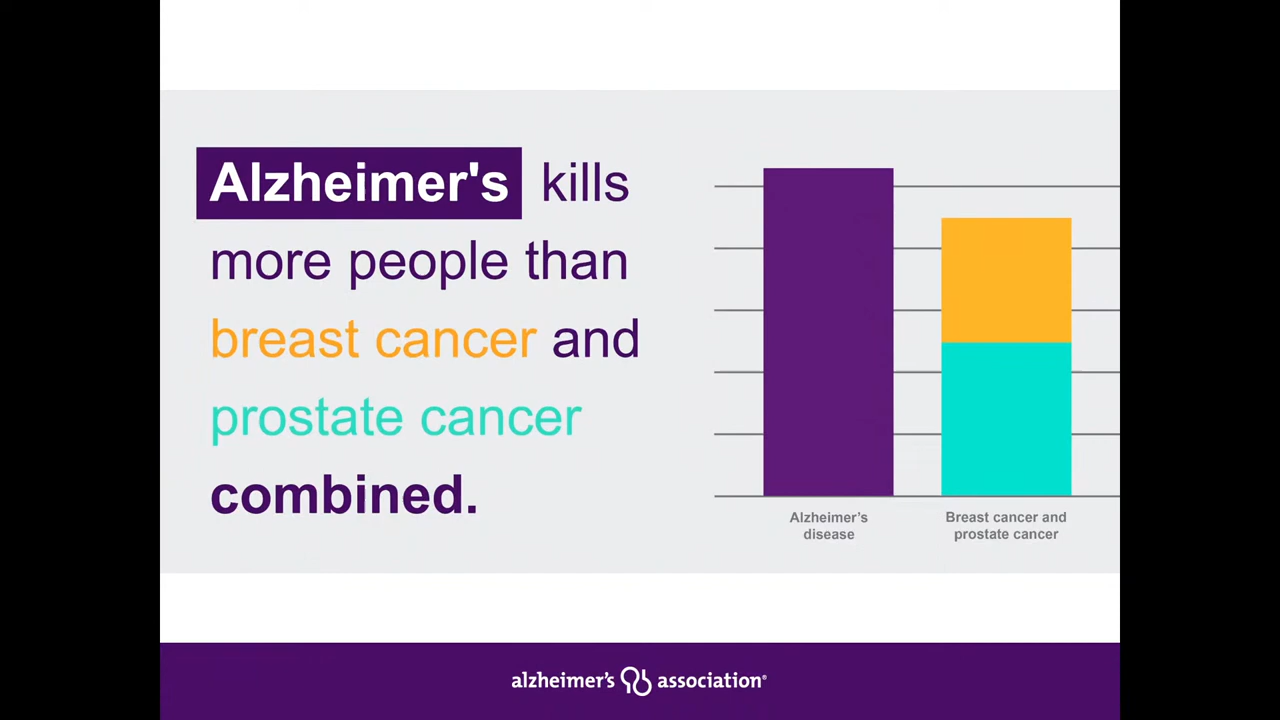 Alzheimer's kills
more people than
breast cancer and
prostate cancer
combined.
Alzheimer’s
disease
Breast cancer and
prostate cancer
alzheimer’s association®